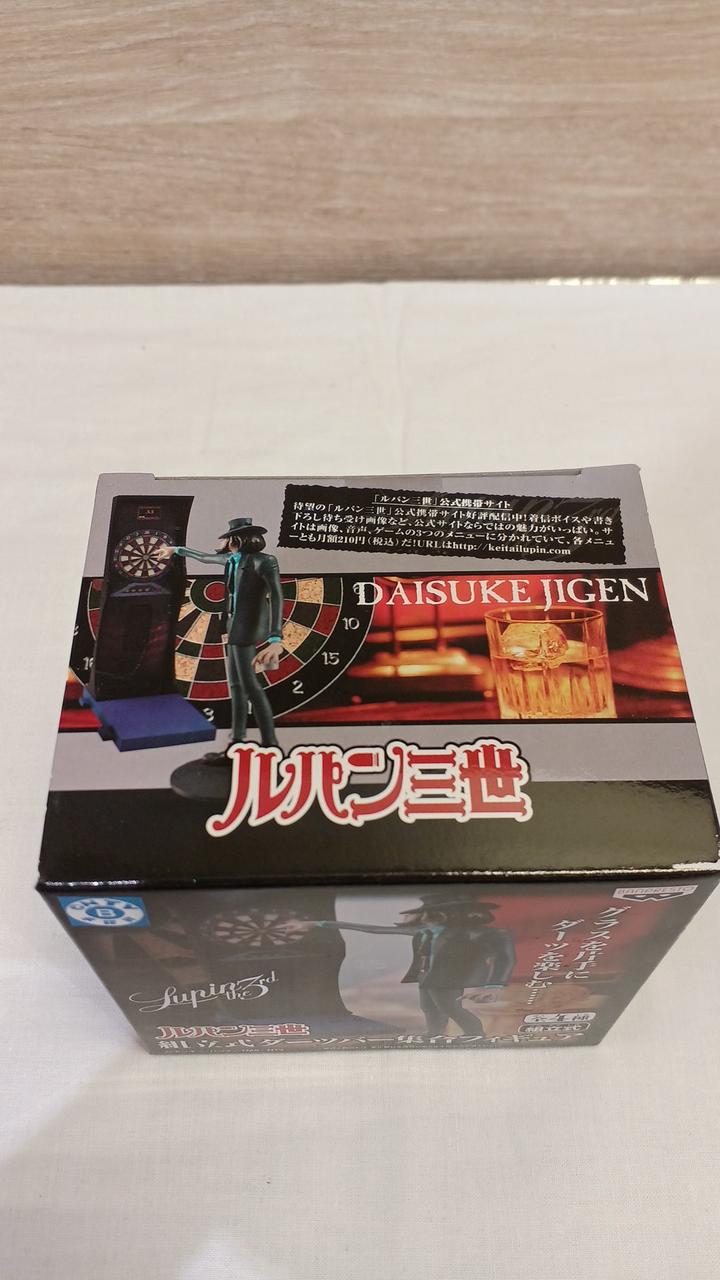 「ルパン三世」公式携帯サイト
待望の「ルパン三世」公式携帯サイト好評配信中!着信ボイスや書き
下ろし待ち受け画像など、公式サイトならではの魅力がいっぱい。サ
イトは画像、音声、ゲームの3つのメニューに分かれていて、各メニュ
ーとも月額210円(税込)だ!URLはhttp://keitailupin.com
DAISUKE JIGEN
10
15
2
3
ルパン三世
BANPRESTO
グラスを片手に
ダーツを楽しむ……
Lupin the 3rd
全4種
組立式
ルパン三世
組立式ダーツバー集合フィギュア